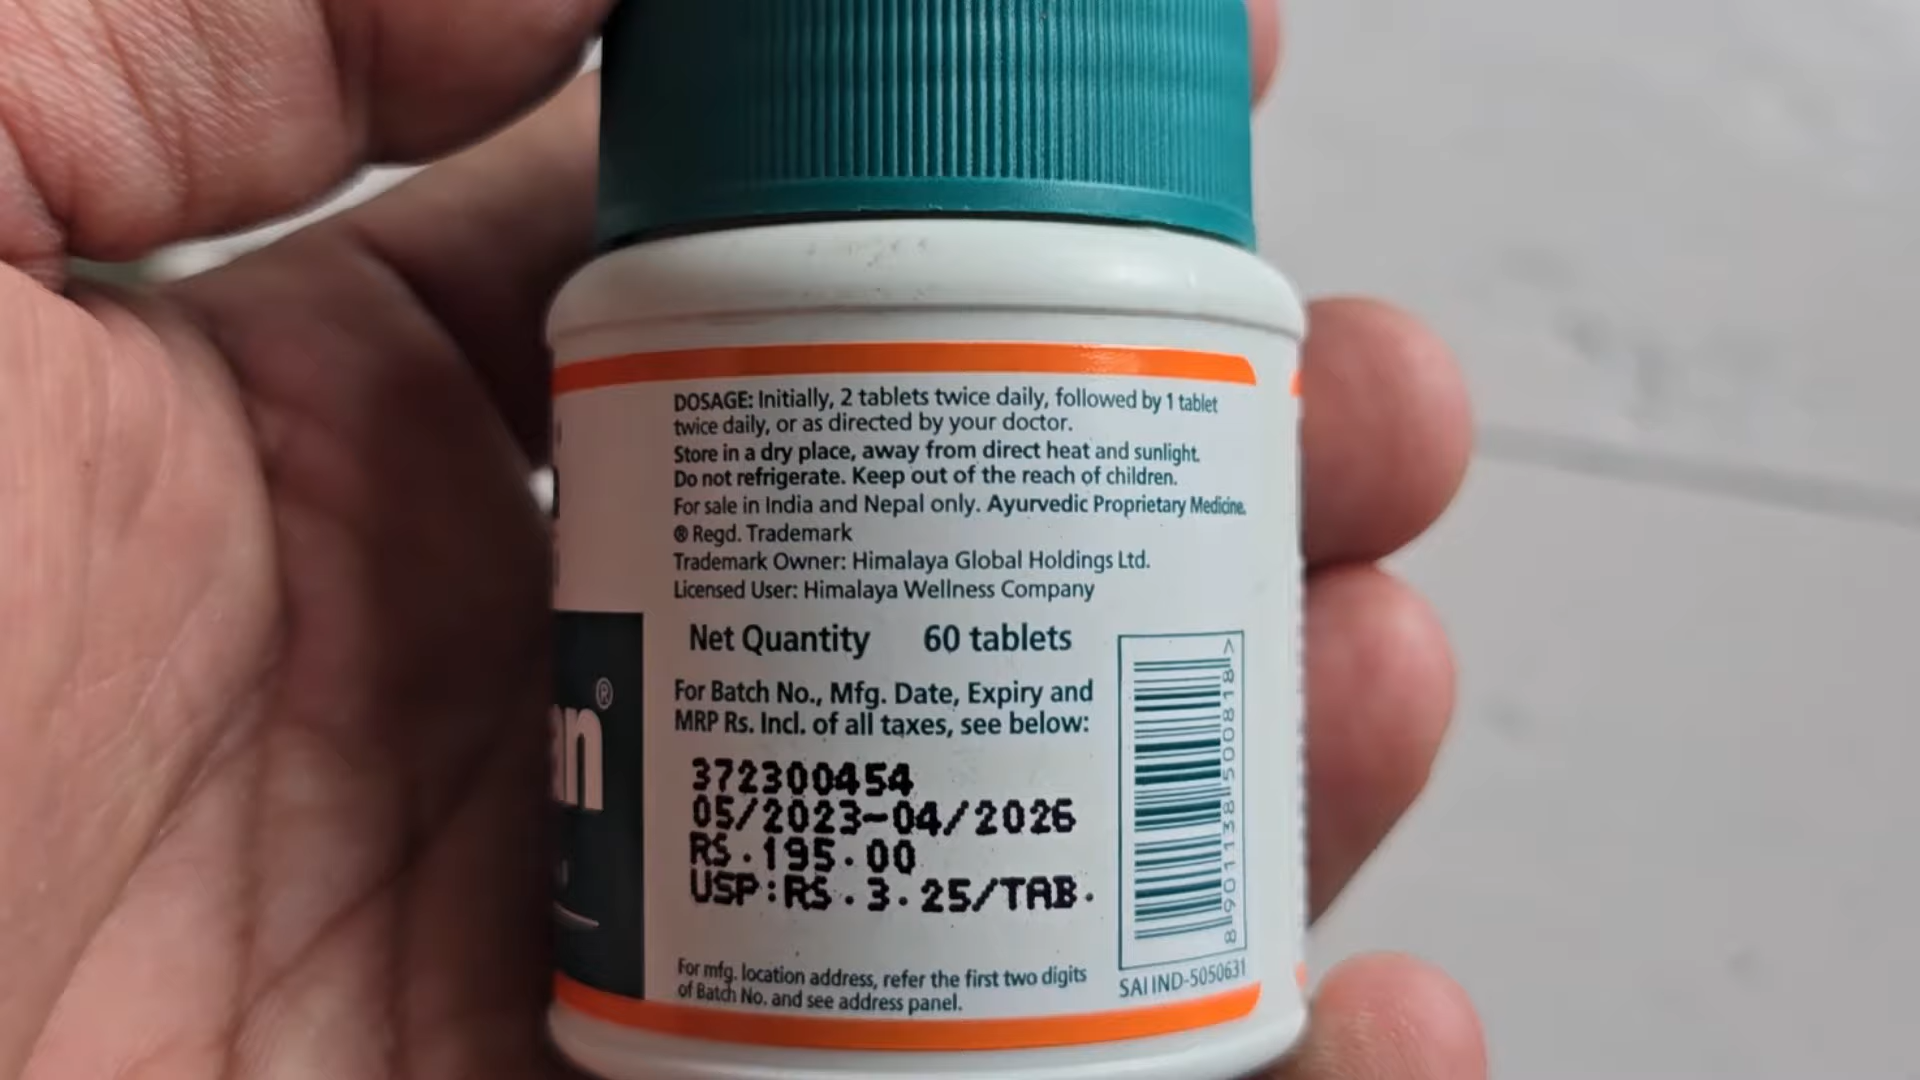 DOSAGE: Initially, 2 tablets twice daily, followed by 1 tablet
twice daily, or as directed by your doctor.
Store in a dry place, away from direct heat and sunlight.
Do not refrigerate. Keep out of the reach of children.
For sale in India and Nepal only. Ayurvedic Proprietary Medicine.
® Regd. Trademark
Trademark Owner: Himalaya Global Holdings Ltd.
Licensed User: Himalaya Wellness Company
Net Quantity 60 tablets
an®
For Batch No., Mfg. Date, Expiry and
MRP Rs. Incl. of all taxes, see below:
372300454
05/2023-04/2026
RS.195.00
USP:RS.3.25/TAB.
8 901138 500818 >
SAI IND-5050631
For mfg. location address, refer the first two digits
of Batch No. and see address panel.